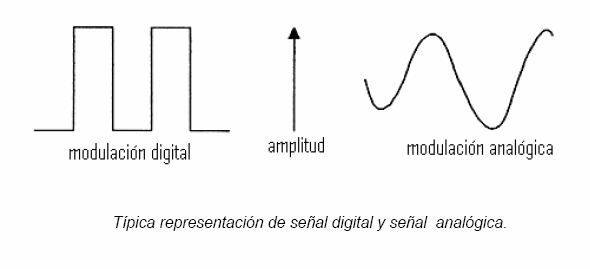 modulación digital
amplitud
modulación analógica
Típica representación de señal digital y señal analógica.